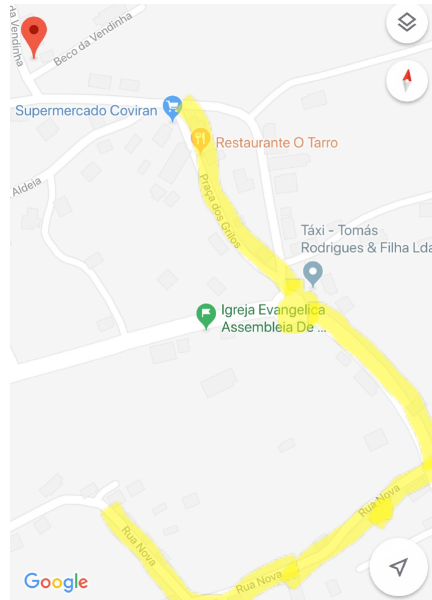 da Vendinha
Beco da Vendinha
Supermercado Coviran
Restaurante O Tarro
Aldeia
Praça dos Grilos
Táxi - Tomás
Rodrigues & Filha Lda
Igreja Evangelica
Assembleia De ...
Rua Nova
Rua Nova
Rua Nova
Google